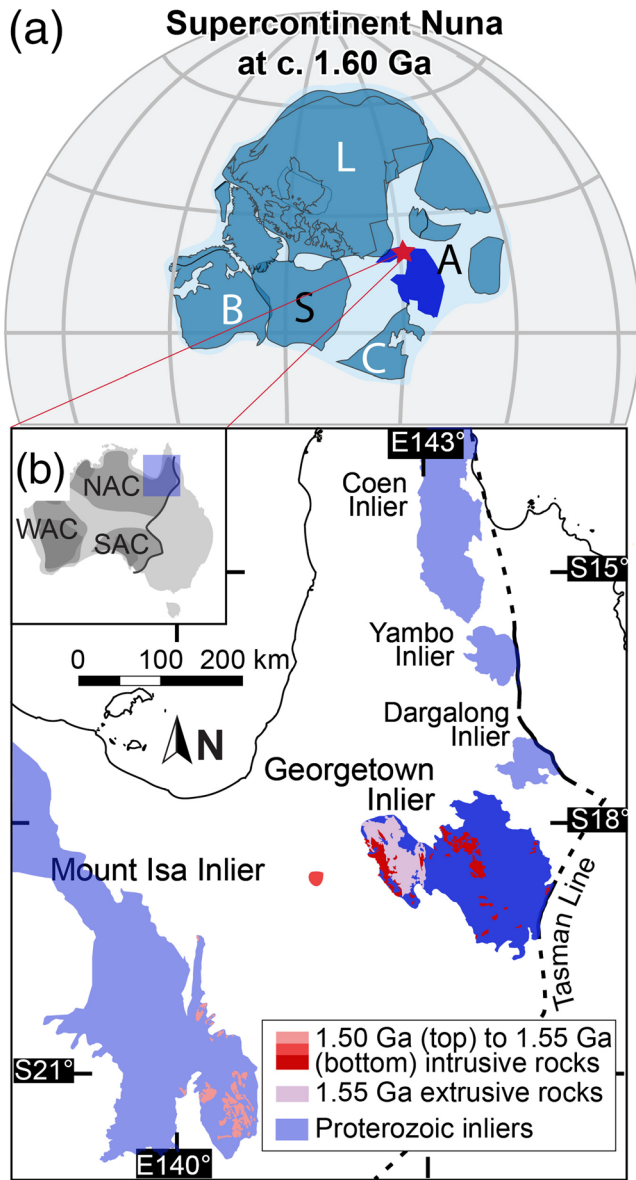 (a)
Supercontinent Nuna
at c. 1.60 Ga
L
A
B
S
C
(b)
NAC
WAC
SAC
E143°
Coen
Inlier
S15°
Yambo
Inlier
0 100 200 km
Dargalong
Inlier
N
Georgetown
Inlier
S18°
Mount Isa Inlier
Tasman Line
1.50 Ga (top) to 1.55 Ga
(bottom) intrusive rocks
1.55 Ga extrusive rocks
Proterozoic inliers
S21°
E140°